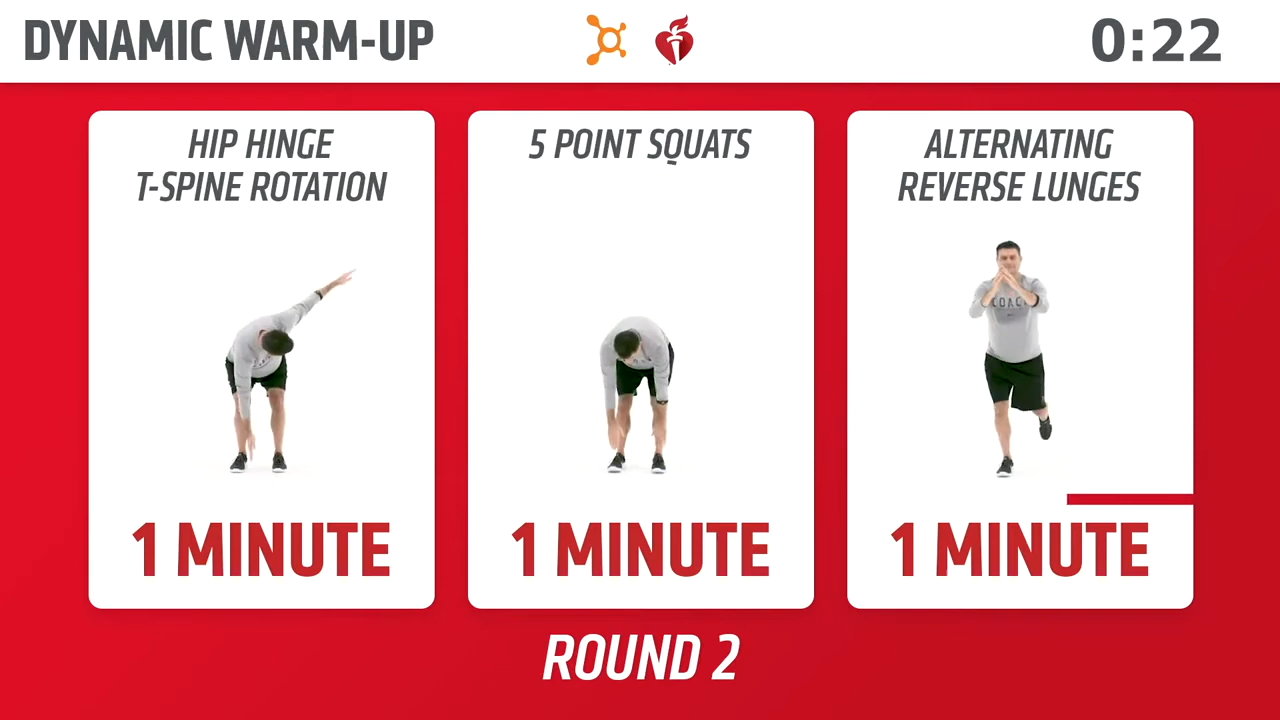 DYNAMIC WARM-UP
0:22
HIP HINGE
T-SPINE ROTATION
5 POINT SQUATS
ALTERNATING
REVERSE LUNGES
COACH
1 MINUTE
1 MINUTE
1 MINUTE
ROUND 2